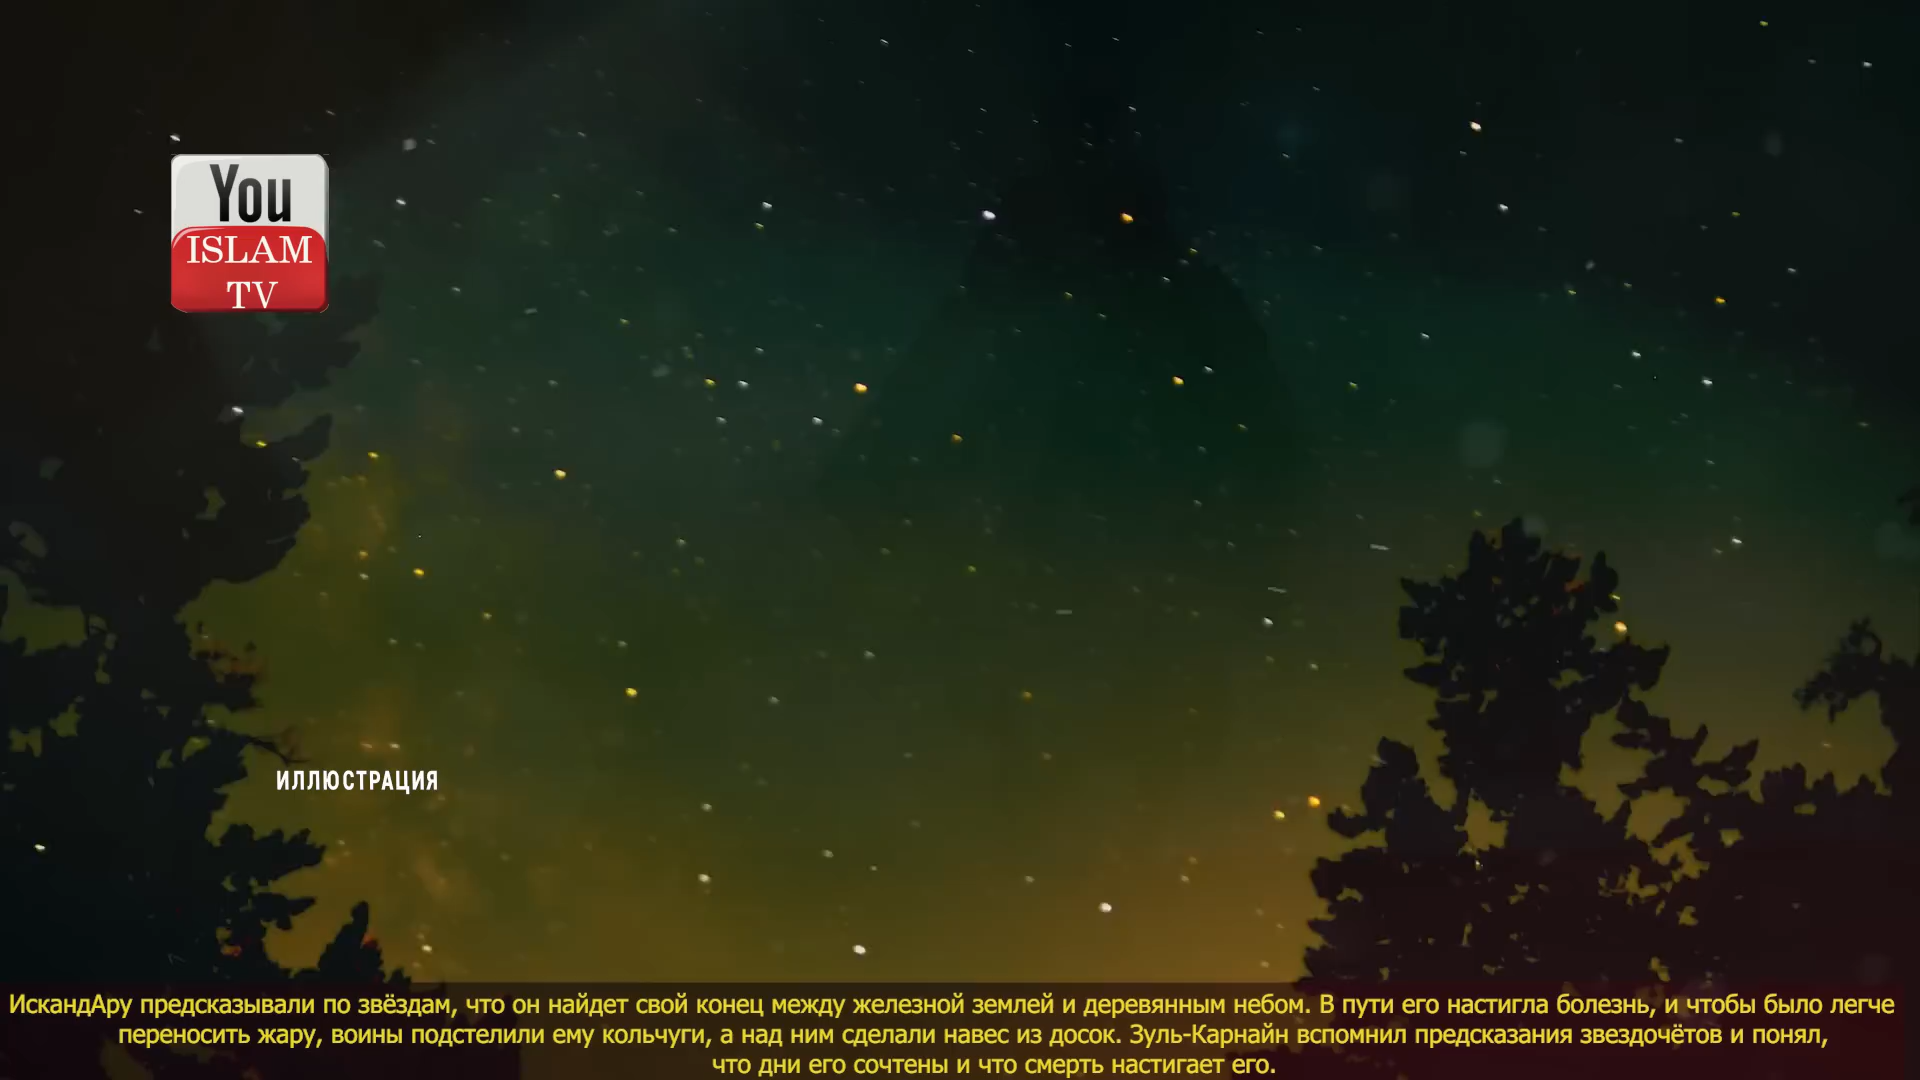 You
ISLAM
TV
ИЛЛЮСТРАЦИЯ
ИскандАру предсказывали по звёздам, что он найдет свой конец между железной землей и деревянным небом. В пути его настигла болезнь, и чтобы было легче
переносить жару, воины подстелили ему кольчуги, а над ним сделали навес из досок. Зуль-Карнайн вспомнил предсказания звездочётов и понял,
что дни его сочтены и что смерть настигает его.